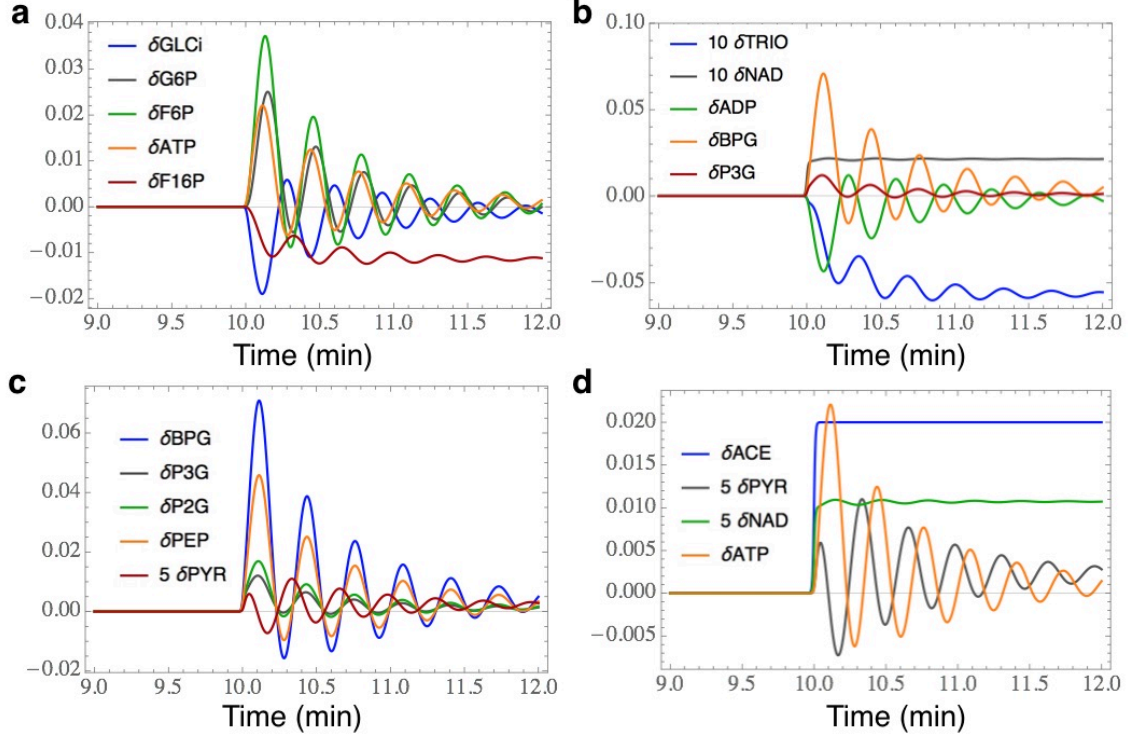 a
0.04
0.03
0.02
0.01
0.00
−0.01
−0.02
δGLCi
δG6P
δF6P
δATP
δF16P
9.0 9.5 10.0 10.5 11.0 11.5 12.0
Time (min)
b
0.10
0.05
0.00
−0.05
10 δTRIO
10 δNAD
δADP
δBPG
δP3G
9.0 9.5 10.0 10.5 11.0 11.5 12.0
Time (min)
c
0.06
0.04
0.02
0.00
−0.02
δBPG
δP3G
δP2G
δPEP
5 δPYR
9.0 9.5 10.0 10.5 11.0 11.5 12.0
Time (min)
d
0.020
0.015
0.010
0.005
0.000
−0.005
δACE
5 δPYR
5 δNAD
δATP
9.0 9.5 10.0 10.5 11.0 11.5 12.0
Time (min)